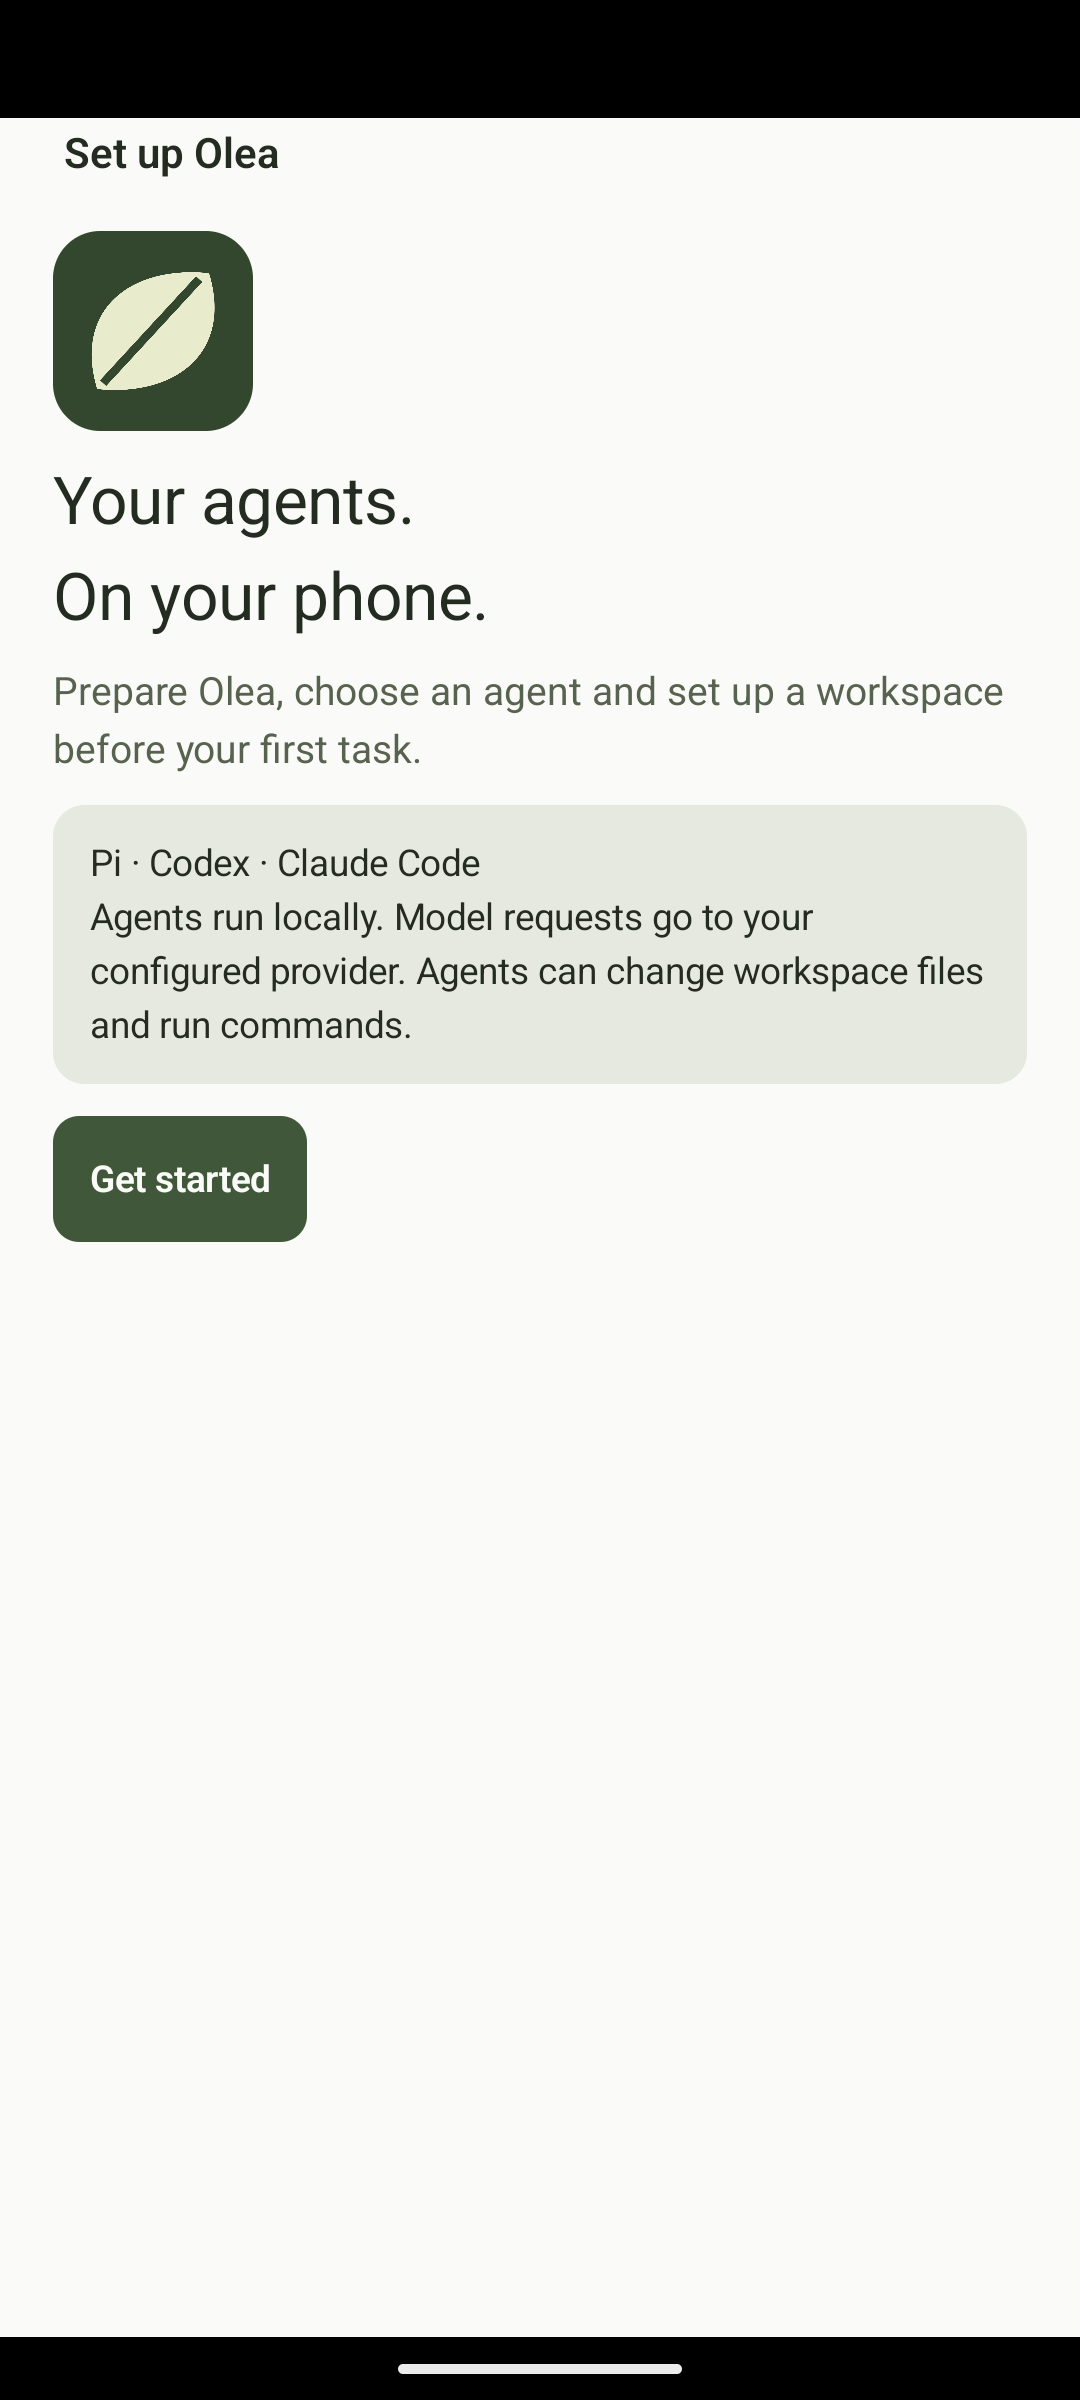 Set up Olea
Your agents.
On your phone.
Prepare Olea, choose an agent and set up a workspace
before your first task.
Pi · Codex · Claude Code
Agents run locally. Model requests go to your
configured provider. Agents can change workspace files
and run commands.
Get started